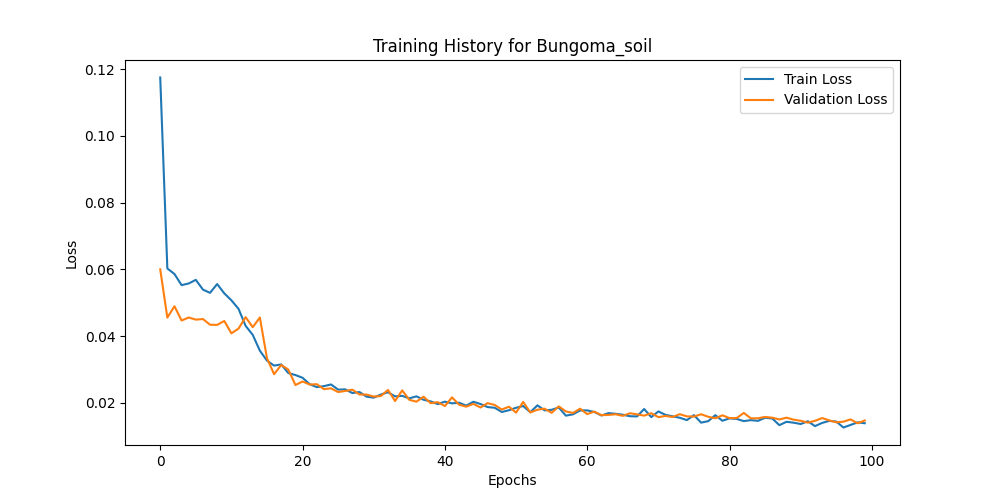 Training History for Bungoma_soil
Train Loss
Validation Loss
Loss
0.12
0.10
0.08
0.06
0.04
0.02
0
20
40
60
80
100
Epochs